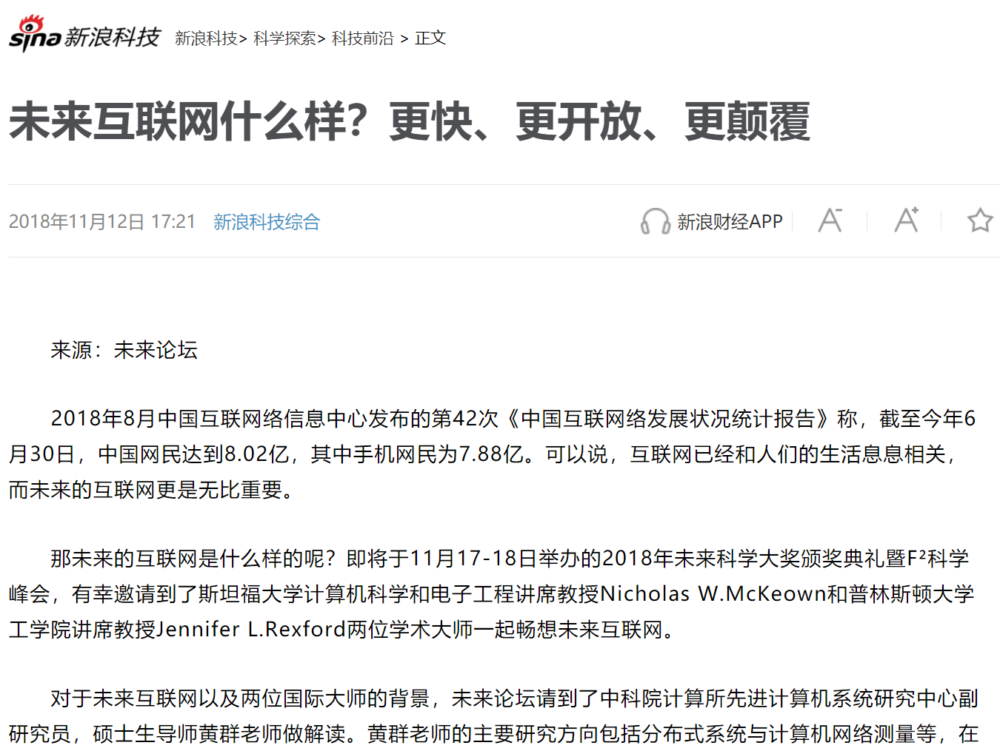 sina新浪科技 新浪科技> 科学探索> 科技前沿 > 正文
未来互联网什么样？更快、更开放、更颠覆
2018年11月12日 17:21 新浪科技综合 新浪财经APP A- A+
来源：未来论坛
2018年8月中国互联网络信息中心发布的第42次《中国互联网络发展状况统计报告》称，截至今年6
月30日，中国网民达到8.02亿，其中手机网民为7.88亿。可以说，互联网已经和人们的生活息息相关，
而未来的互联网更是无比重要。
那未来的互联网是什么样的呢？即将于11月17-18日举办的2018年未来科学大奖颁奖典礼暨F²科学
峰会，有幸邀请到了斯坦福大学计算机科学和电子工程讲席教授Nicholas W.McKeown和普林斯顿大学
工学院讲席教授Jennifer L.Rexford两位学术大师一起畅想未来互联网。
对于未来互联网以及两位国际大师的背景，未来论坛请到了中科院计算所先进计算机系统研究中心副
研究员，硕士生导师黄群老师做解读。黄群老师的主要研究方向包括分布式系统与计算机网络测量等，在